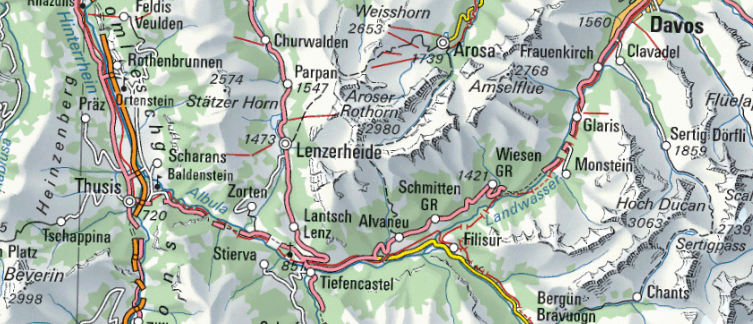 Feldis
Veulden
Weisshorn
2653
Arosa
1739
1560
Davos
Clavadel
Frauenkirch
2768
Amselflue
Churwalden
Parpan
1547
2574
Stätzer Horn
Aroser
Rothorn
2980
Rothenbrunnen
Ortenstein
Hinterrhein
Heinzenberg
Präz
Scharans
Baldenstein
1473
Lenzerheide
Glaris
Sertig Dörfli
1859
Monstein
Wiesen
GR
1421
Schmitten
GR
Landwasser
Hoch Ducan
3063
2739
Sertigpass
Thusis
720
Albula
Zorten
Lantsch
Lenz
Alvaneu
Filisur
Tschappina
Stierva
851
Tiefencastel
Platz
Beverin
2998
Bergün
Bravuogn
Chants